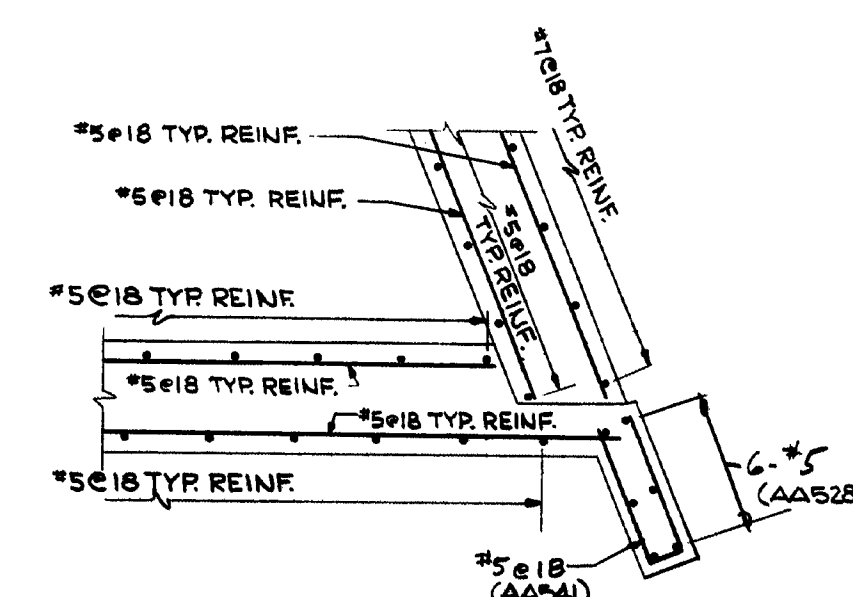 #7@18 TYP. REINF.
#5@18 TYP. REINF.
#5@18 TYP. REINF.
#5@18
TYP. REINF.
#5@18 TYP. REINF.
#5@18 TYP. REINF.
#5@18 TYP. REINF.
#5@18 TYP. REINF.
6-#5
(AA528
#5@18
(AA541)